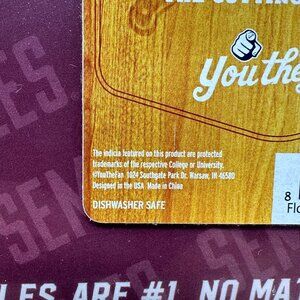 THE CUTTING
You the
The indicia featured on this product are protected
trademarks of the respective College or University.
©YouTheFan 1024 Southgate Park Dr. Warsaw, IN 46580
Designed in the USA Made in China
DISHWASHER SAFE
8
Flo
LES ARE #1. NO MA